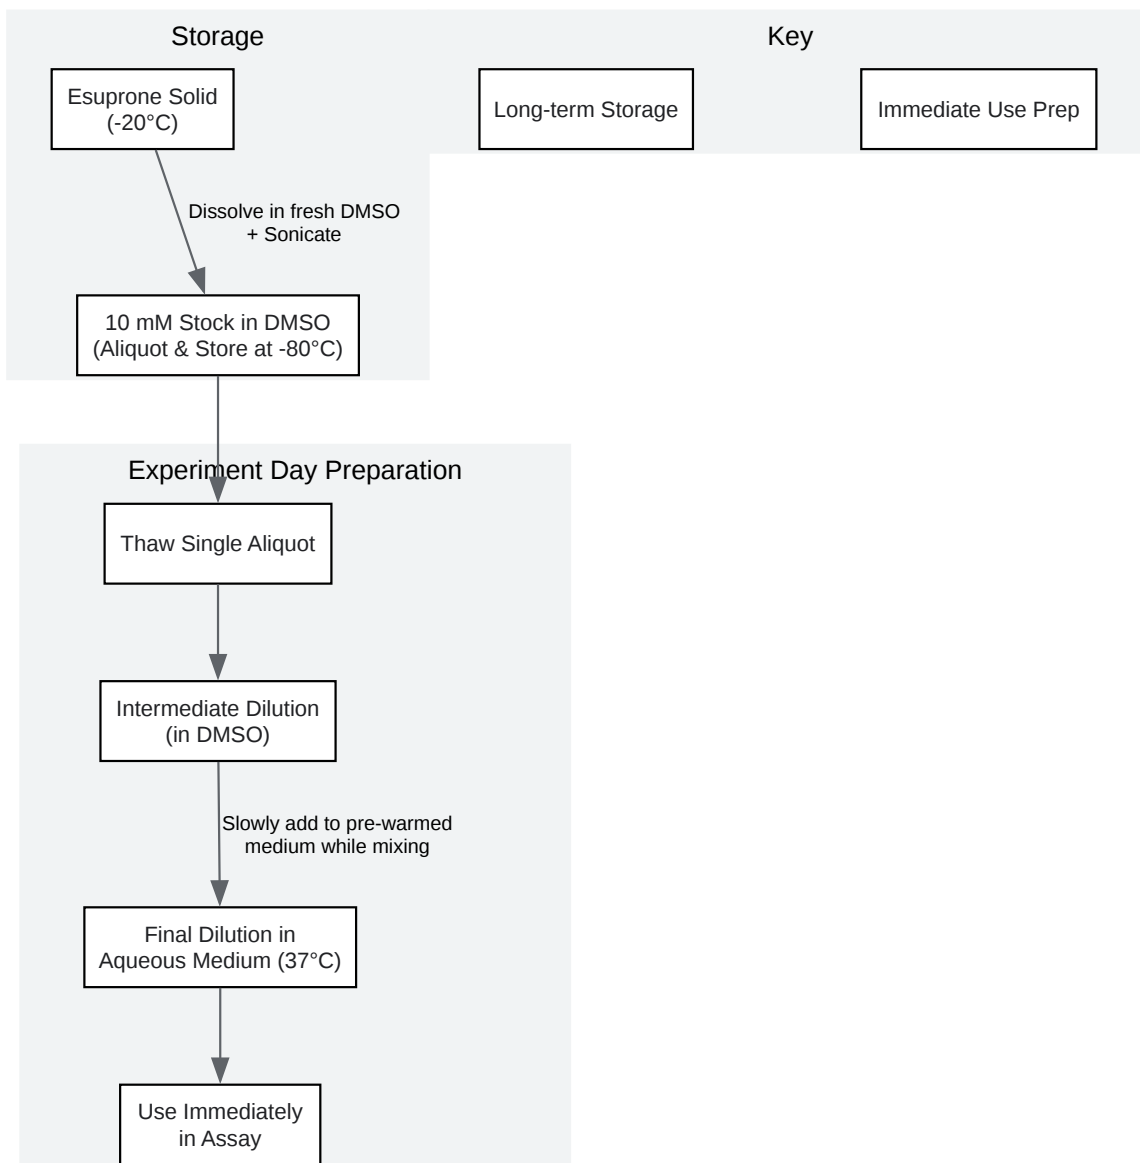 Storage
Key
Esuprone Solid
(-20°C)
Long-term Storage
Immediate Use Prep
Dissolve in fresh DMSO
+ Sonicate
10 mM Stock in DMSO
(Aliquot & Store at -80°C)
Experiment Day Preparation
Thaw Single Aliquot
Intermediate Dilution
(in DMSO)
Slowly add to pre-warmed
medium while mixing
Final Dilution in
Aqueous Medium (37°C)
Use Immediately
in Assay